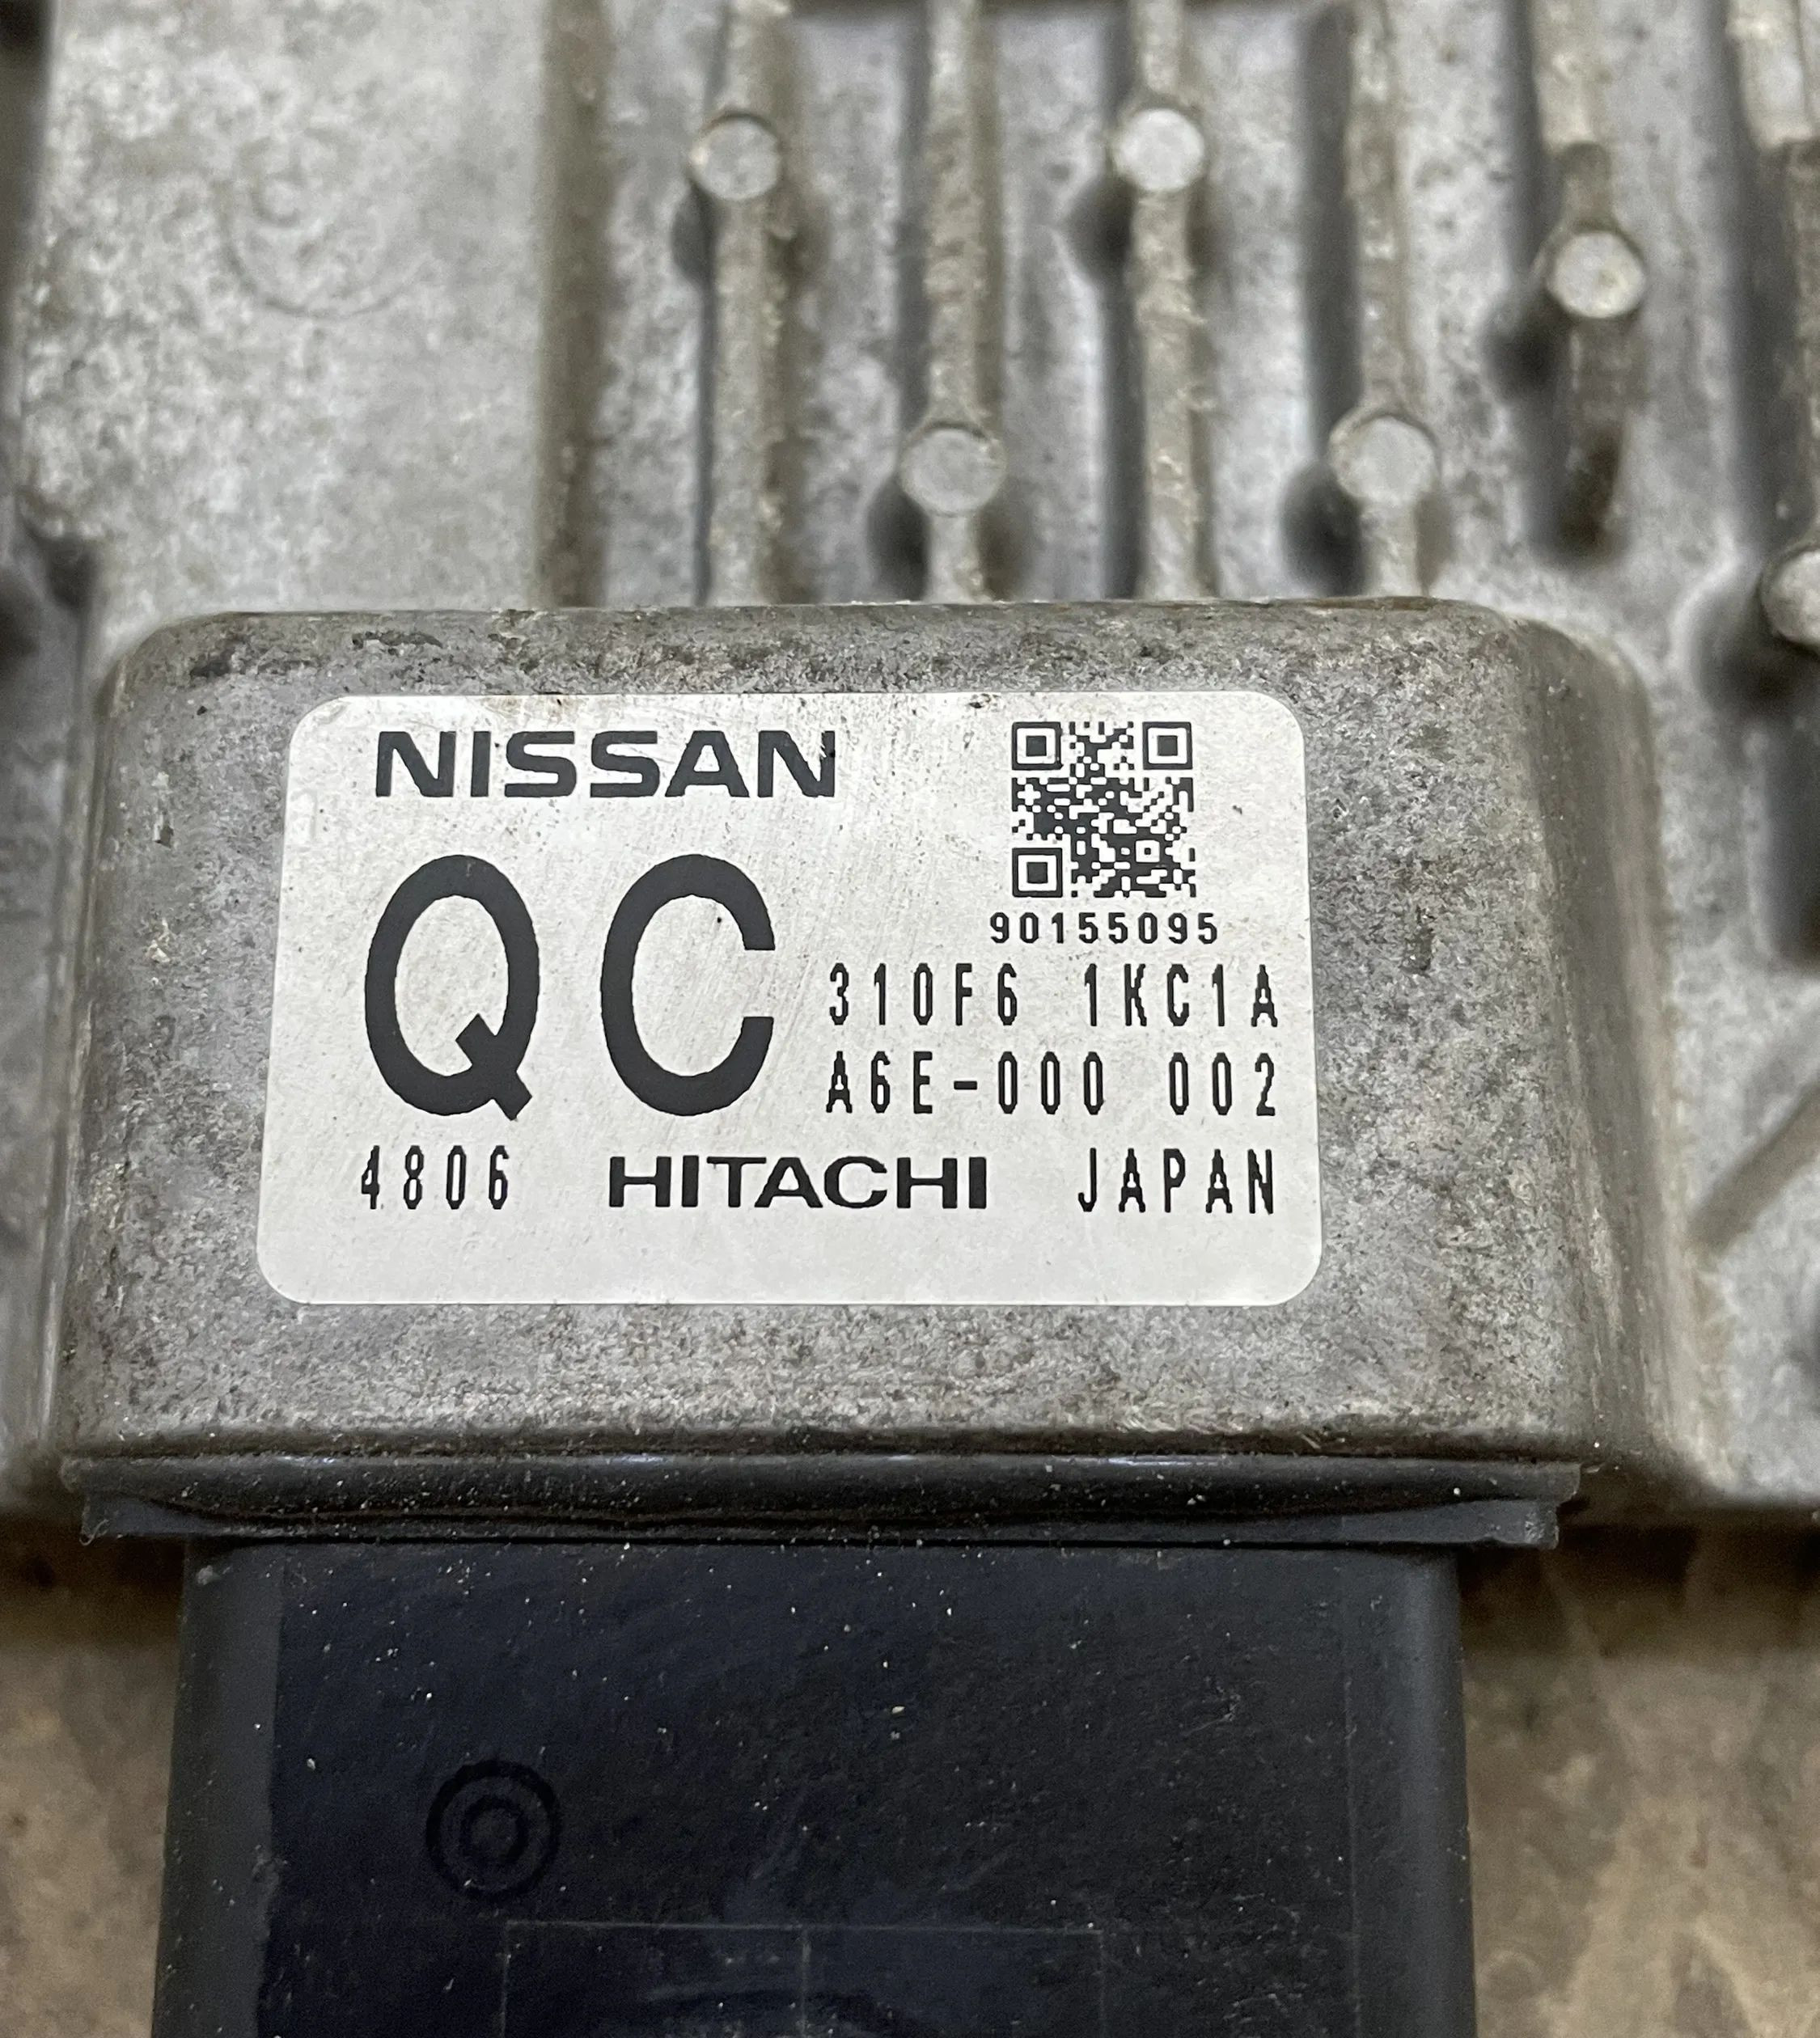 NISSAN
90155095
QC
310F6 1KC1A
A6E-000 002
4806 HITACHI JAPAN